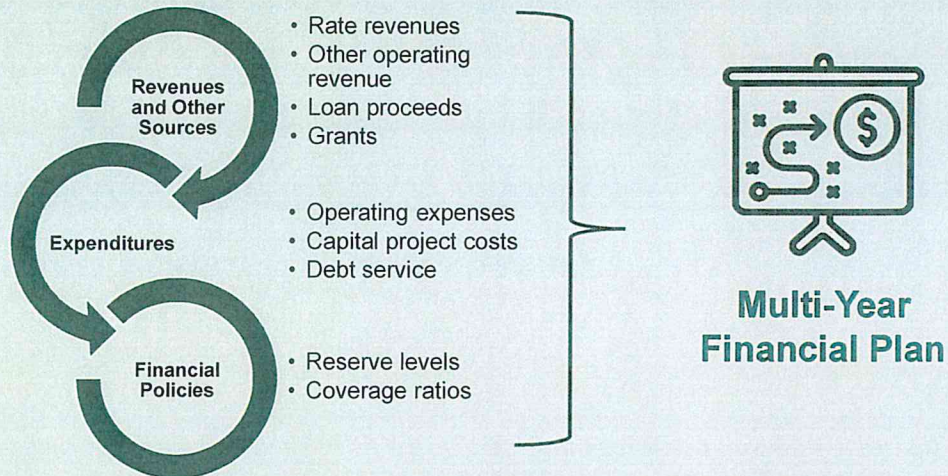 Revenues
and Other
Sources
• Rate revenues
• Other operating
revenue
• Loan proceeds
• Grants
Expenditures
• Operating expenses
• Capital project costs
• Debt service
Financial
Policies
• Reserve levels
• Coverage ratios
$
Multi-Year
Financial Plan